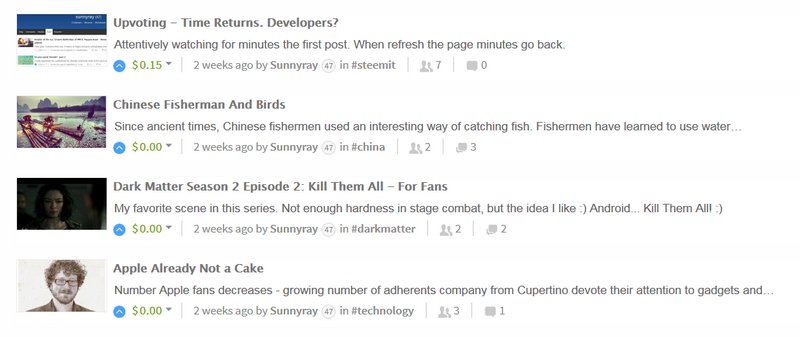 sunnyray (47)
Upvoting – Time Returns. Developers?
Attentively watching for minutes the first post. When refresh the page minutes go back.
$0.15 2 weeks ago by Sunnyray 47 in #steemit 7 0
Chinese Fisherman And Birds
Since ancient times, Chinese fishermen used an interesting way of catching fish. Fishermen have learned to use water…
$0.00 2 weeks ago by Sunnyray 47 in #china 2 3
Dark Matter Season 2 Episode 2: Kill Them All – For Fans
My favorite scene in this series. Not enough hardness in stage combat, but the idea I like :) Android... Kill Them All! :)
$0.00 2 weeks ago by Sunnyray 47 in #darkmatter 2 2
Apple Already Not a Cake
Number Apple fans decreases - growing number of adherents company from Cupertino devote their attention to gadgets and…
$0.00 2 weeks ago by Sunnyray 47 in #technology 3 1